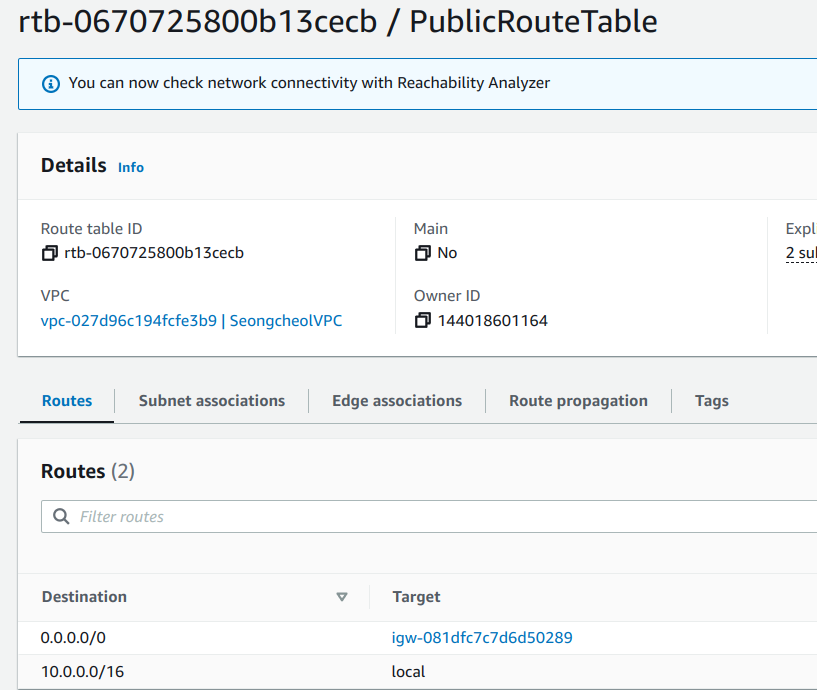 rtb-0670725800b13cecb / PublicRouteTable
You can now check network connectivity with Reachability Analyzer
Details Info
Route table ID
rtb-0670725800b13cecb
Main
No
Expl
2 sul
VPC
vpc-027d96c194fcfe3b9 | SeongcheolVPC
Owner ID
144018601164
Routes Subnet associations Edge associations Route propagation Tags
Routes (2)
Filter routes
Destination Target
0.0.0.0/0 igw-081dfc7c7d6d50289
10.0.0.0/16 local